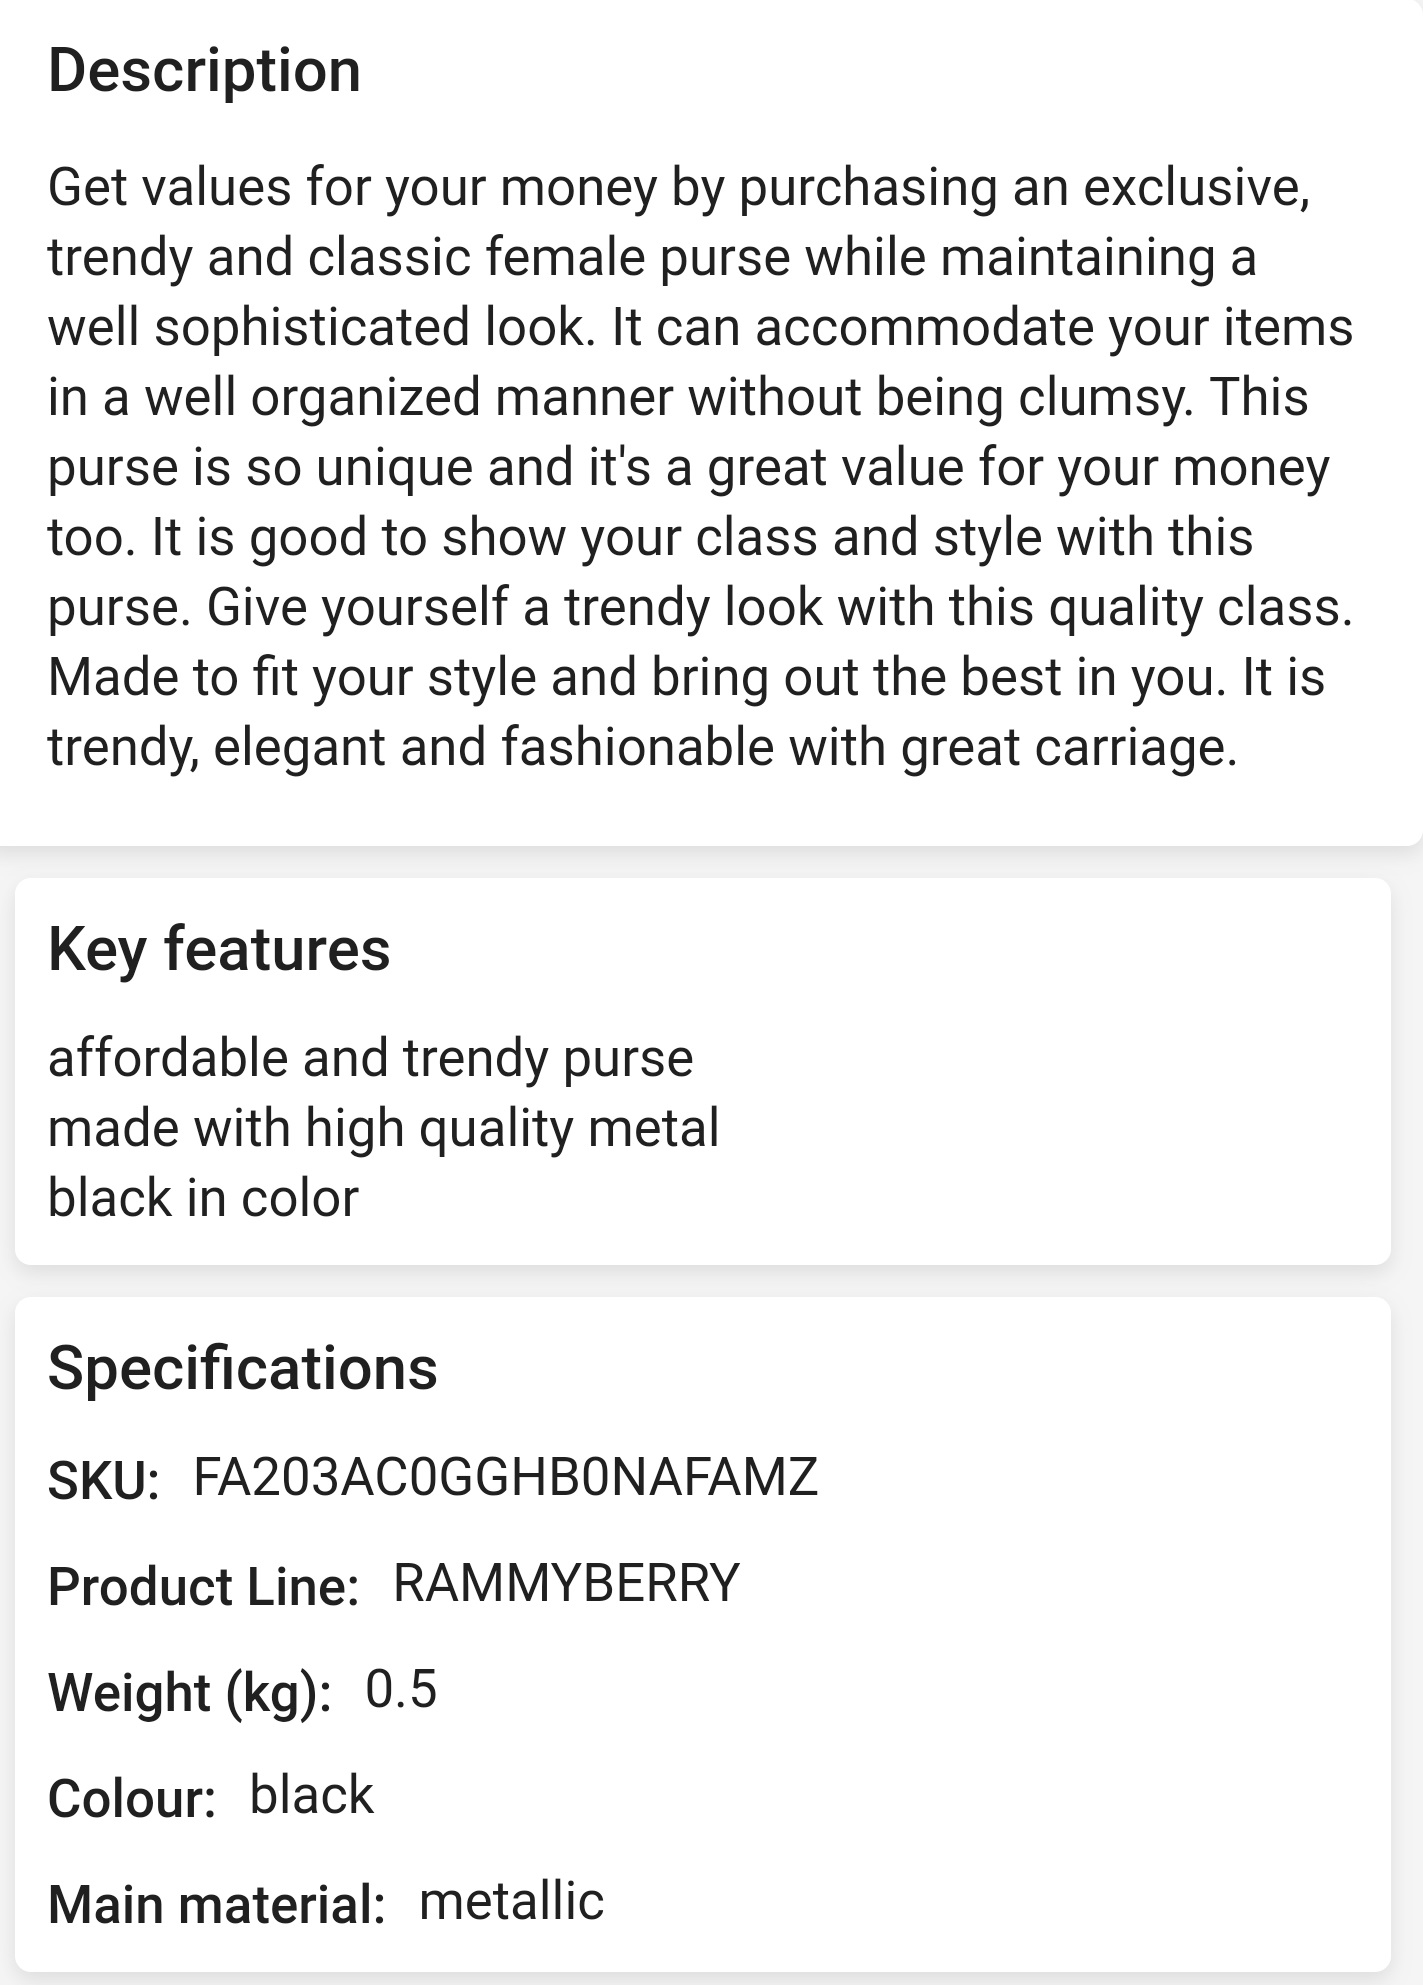 Description
Get values for your money by purchasing an exclusive,
trendy and classic female purse while maintaining a
well sophisticated look. It can accommodate your items
in a well organized manner without being clumsy. This
purse is so unique and it's a great value for your money
too. It is good to show your class and style with this
purse. Give yourself a trendy look with this quality class.
Made to fit your style and bring out the best in you. It is
trendy, elegant and fashionable with great carriage.
Key features
affordable and trendy purse
made with high quality metal
black in color
Specifications
SKU: FA203AC0GGHB0NAFAMZ
Product Line: RAMMYBERRY
Weight (kg): 0.5
Colour: black
Main material: metallic